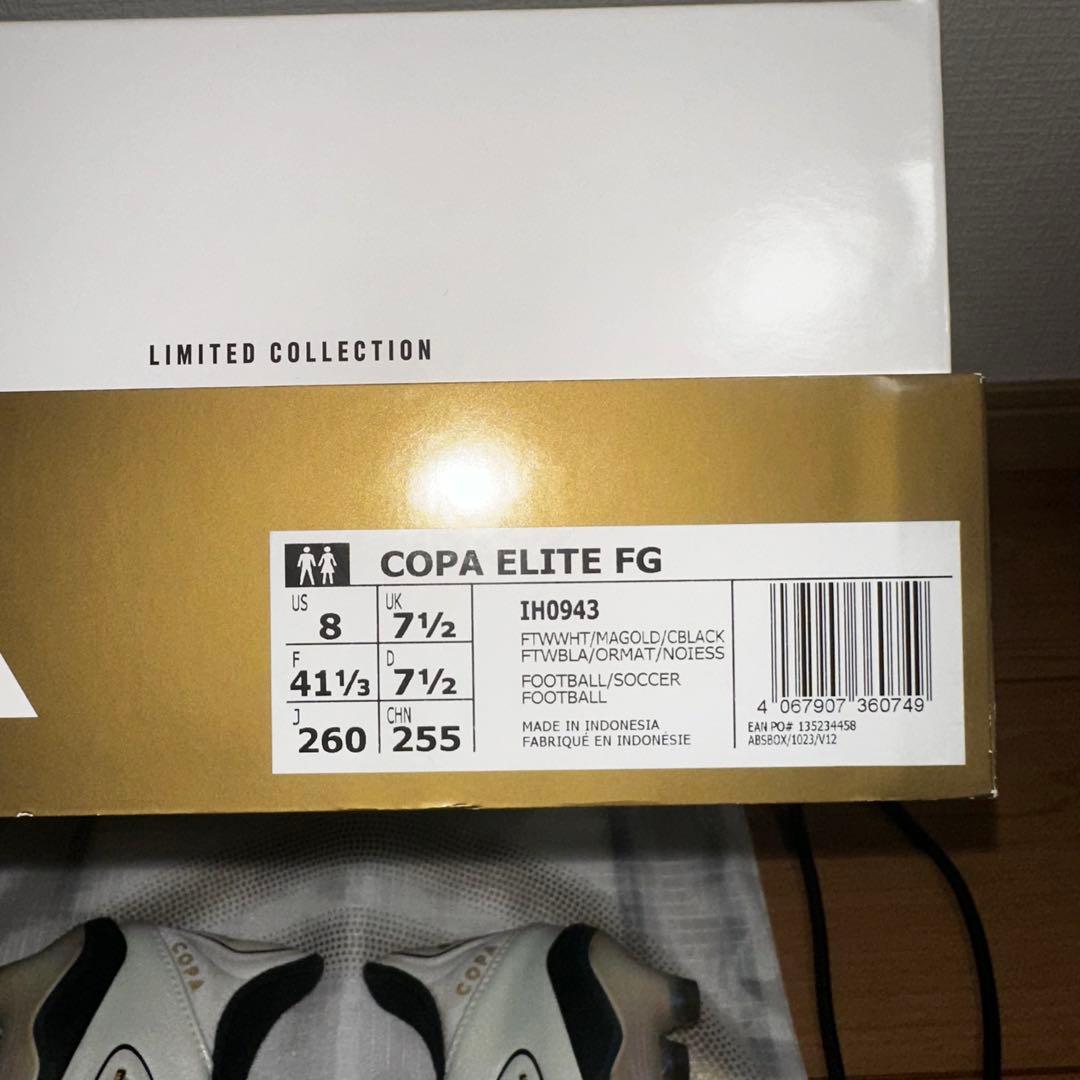 LIMITED COLLECTION
COPA ELITE FG
US 8
UK 7½
F 41⅓
D 7½
J 260
CHN 255
IH0943
FTWWHT/MAGOLD/CBLACK
FTWBLA/ORMAT/NOIESS
FOOTBALL/SOCCER
FOOTBALL
MADE IN INDONESIA
FABRIQUÉ EN INDONÉSIE
4 067907 360749
EAN PO# 135234458
ABSBOX/1023/V12
COPA
COPA